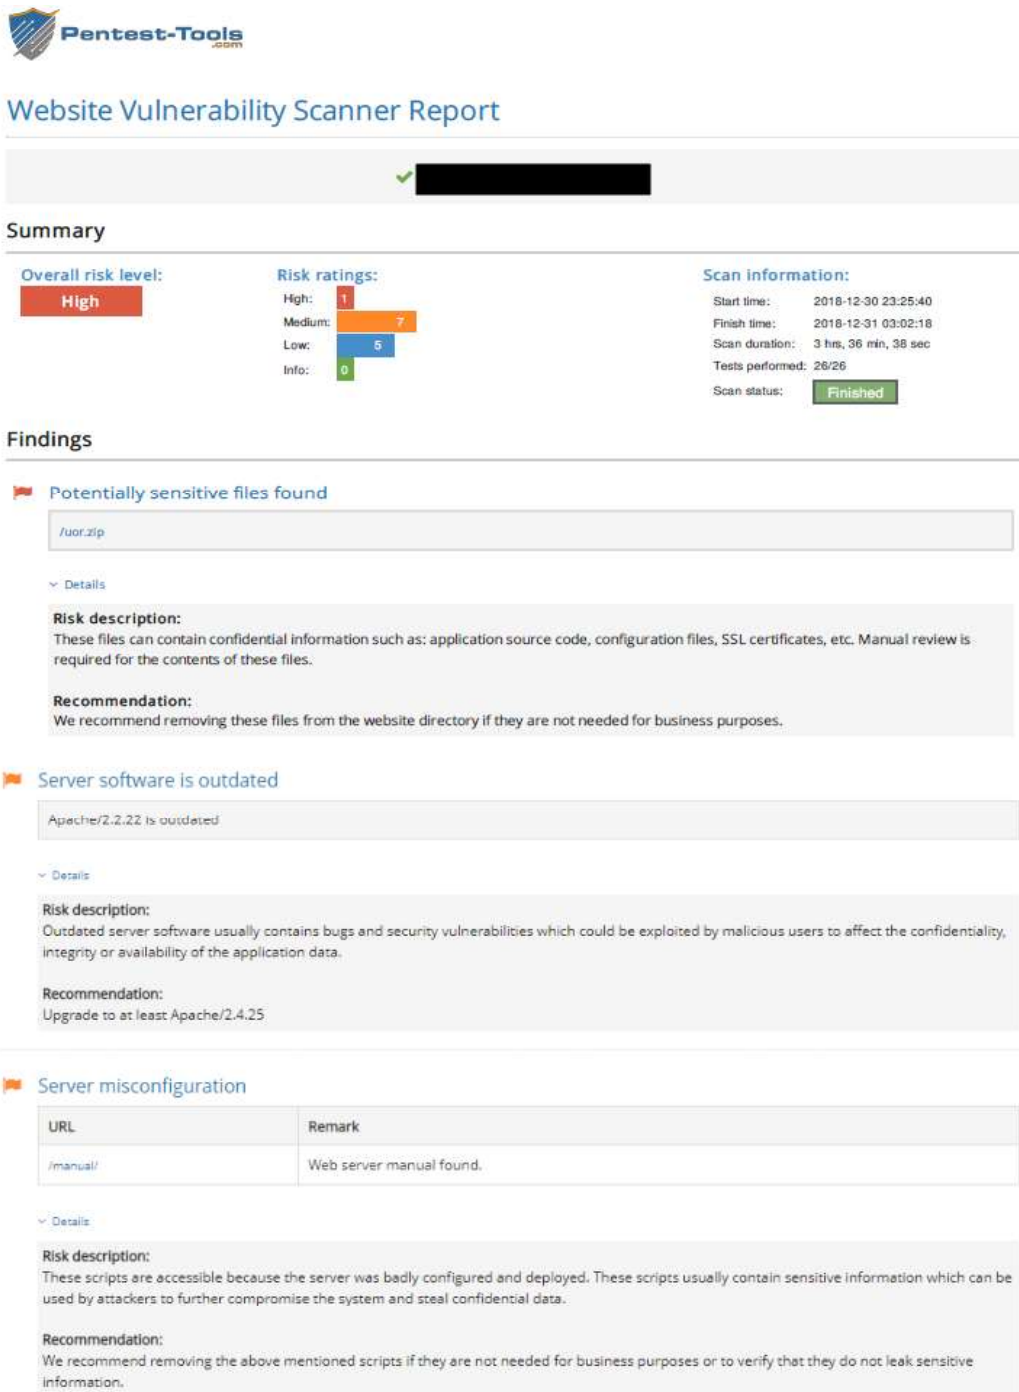 Pentest-Tools
.com
Website Vulnerability Scanner Report
Summary
Overall risk level:
High
Risk ratings:
High: 1
Medium: 7
Low: 5
Info: 0
Scan information:
Start time: 2018-12-30 23:25:40
Finish time: 2018-12-31 03:02:18
Scan duration: 3 hrs, 36 min, 38 sec
Tests performed: 26/26
Scan status: Finished
Findings
Potentially sensitive files found
/uor.zip
Details
Risk description:
These files can contain confidential information such as: application source code, configuration files, SSL certificates, etc. Manual review is
required for the contents of these files.
Recommendation:
We recommend removing these files from the website directory if they are not needed for business purposes.
Server software is outdated
Apache/2.2.22 is outdated
Details
Risk description:
Outdated server software usually contains bugs and security vulnerabilities which could be exploited by malicious users to affect the confidentiality,
integrity or availability of the application data.
Recommendation:
Upgrade to at least Apache/2.4.25
Server misconfiguration
URL Remark
/manual/ Web server manual found.
Details
Risk description:
These scripts are accessible because the server was badly configured and deployed. These scripts usually contain sensitive information which can be
used by attackers to further compromise the system and steal confidential data.
Recommendation:
We recommend removing the above mentioned scripts if they are not needed for business purposes or to verify that they do not leak sensitive
information.